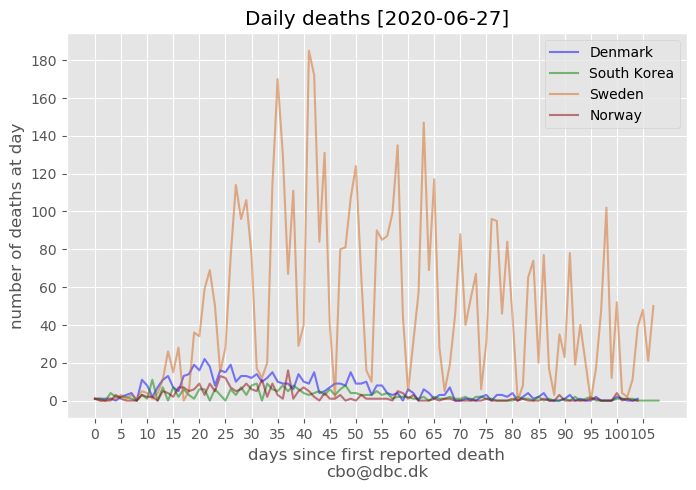 Daily deaths [2020-06-27]
Denmark
South Korea
Sweden
Norway
number of deaths at day
180
160
140
120
100
80
60
40
20
0
0 5 10 15 20 25 30 35 40 45 50 55 60 65 70 75 80 85 90 95 100 105
days since first reported death
cbo@dbc.dk